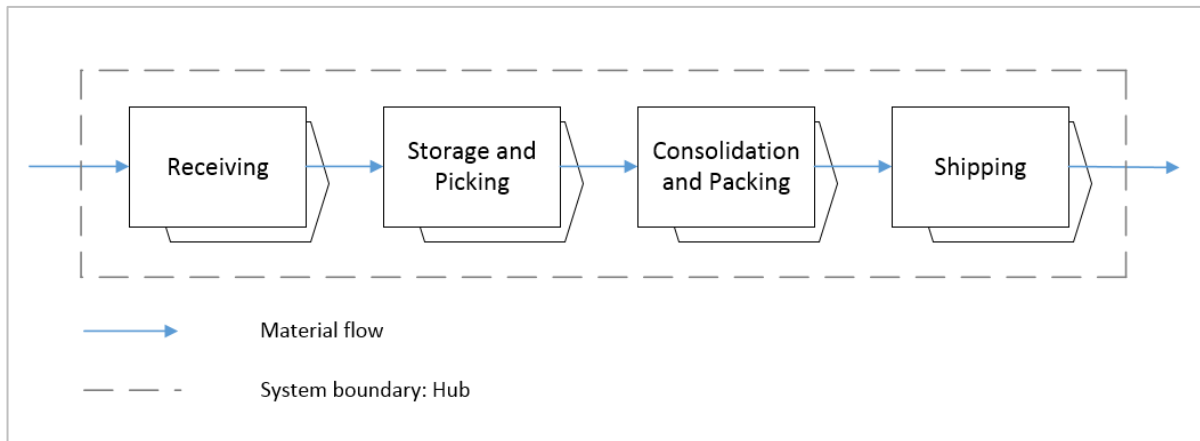 Receiving
Storage and
Picking
Consolidation
and Packing
Shipping
Material flow
System boundary: Hub